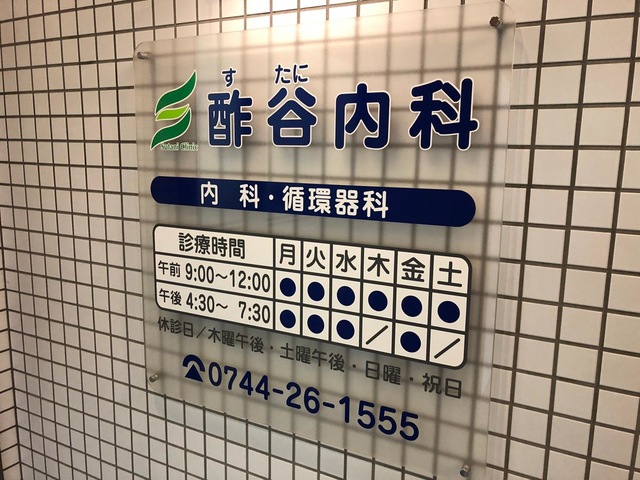 す たに
酢谷内科
Sutani Clinic
内科・循環器科
診療時間 月 火 水 木 金 土
午前 9:00〜12:00 ● ● ● ● ● ●
午後 4:30〜 7:30 ● ● ● ／ ● ／
休診日／木曜午後・土曜午後・日曜・祝日
☎0744-26-1555